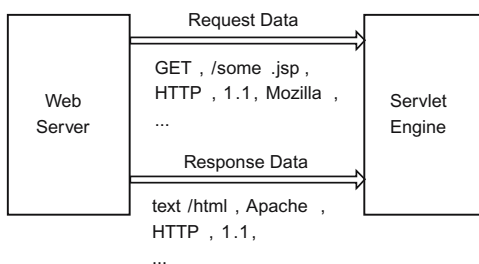 Request Data
GET , /some .jsp ,
HTTP , 1.1, Mozilla ,
...
Web
Server
Servlet
Engine
Response Data
text /html , Apache ,
HTTP , 1.1,
...